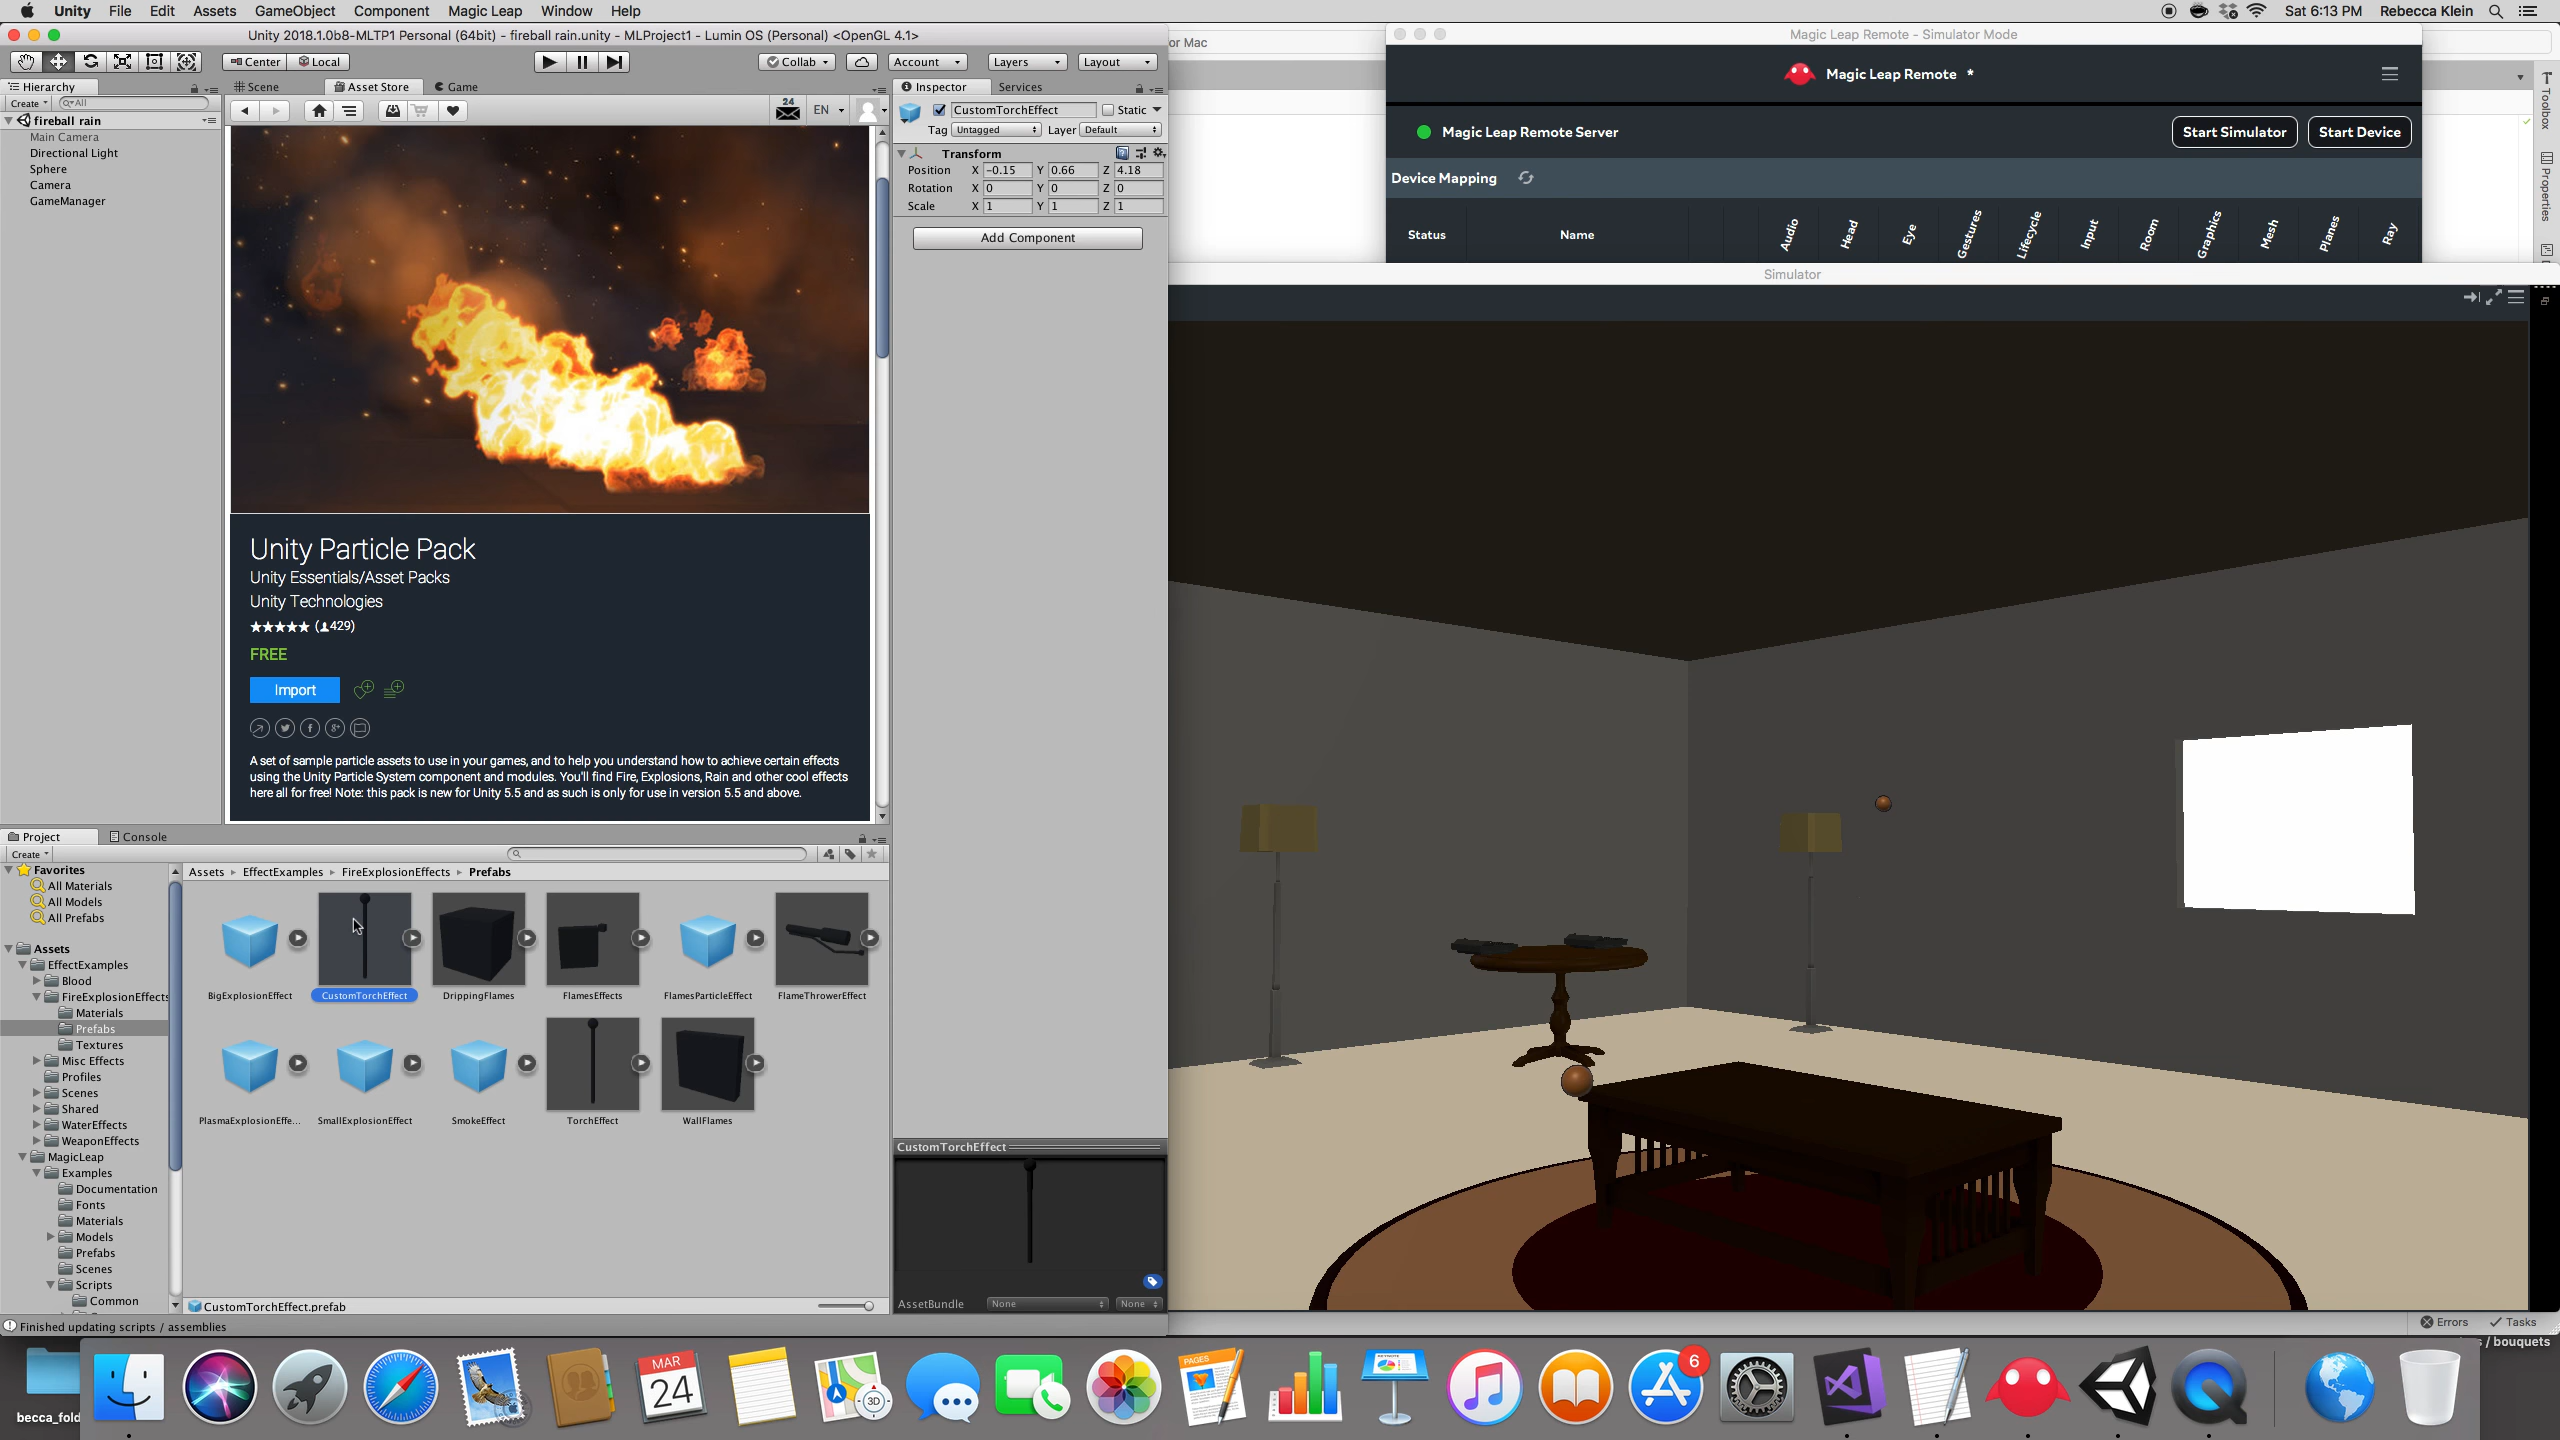 Unity File Edit Assets GameObject Component Magic Leap Window Help
Sat 6:13 PM Rebecca Klein
Unity 2018.1.0b8-MLTP1 Personal (64bit) - fireball rain.unity - MLProject1 - Lumin OS (Personal) <OpenGL 4.1>
Center Local
Collab Account Layers Layout
Hierarchy
Create All
fireball rain
Main Camera
Directional Light
Sphere
Camera
GameManager
Scene Asset Store Game
24 EN
Unity Particle Pack
Unity Essentials/Asset Packs
Unity Technologies
★★★★★ (429)
FREE
Import
A set of sample particle assets to use in your games, and to help you understand how to achieve certain effects
using the Unity Particle System component and modules. You'll find Fire, Explosions, Rain and other cool effects
here all for free! Note: this pack is new for Unity 5.5 and as such is only for use in version 5.5 and above.
Inspector Services
CustomTorchEffect Static
Tag Untagged Layer Default
Transform
Position X -0.15 Y 0.66 Z 4.18
Rotation X 0 Y 0 Z 0
Scale X 1 Y 1 Z 1
Add Component
CustomTorchEffect
AssetBundle None None
Project Console
Create
Favorites
All Materials
All Models
All Prefabs
Assets
EffectExamples
Blood
FireExplosionEffects
Materials
Prefabs
Textures
Misc Effects
Profiles
Scenes
Shared
WaterEffects
WeaponEffects
MagicLeap
Examples
Documentation
Fonts
Materials
Models
Prefabs
Scenes
Scripts
Common
Assets EffectExamples FireExplosionEffects Prefabs
BigExplosionEffect CustomTorchEffect DrippingFlames FlamesEffects FlamesParticleEffect FlameThrowerEffect
PlasmaExplosionEffe... SmallExplosionEffect SmokeEffect TorchEffect WallFlames
CustomTorchEffect.prefab
Finished updating scripts / assemblies
or Mac
Magic Leap Remote - Simulator Mode
Magic Leap Remote *
Magic Leap Remote Server Start Simulator Start Device
Device Mapping
Status Name Audio Head Eye Gestures Lifecycle Input Room Graphics Mesh Planes Ray
Simulator
Toolbox
Properties
Errors Tasks
/ bouquets
becca_fold
MAR
24
3D
PAGES
KEYNOTE
6